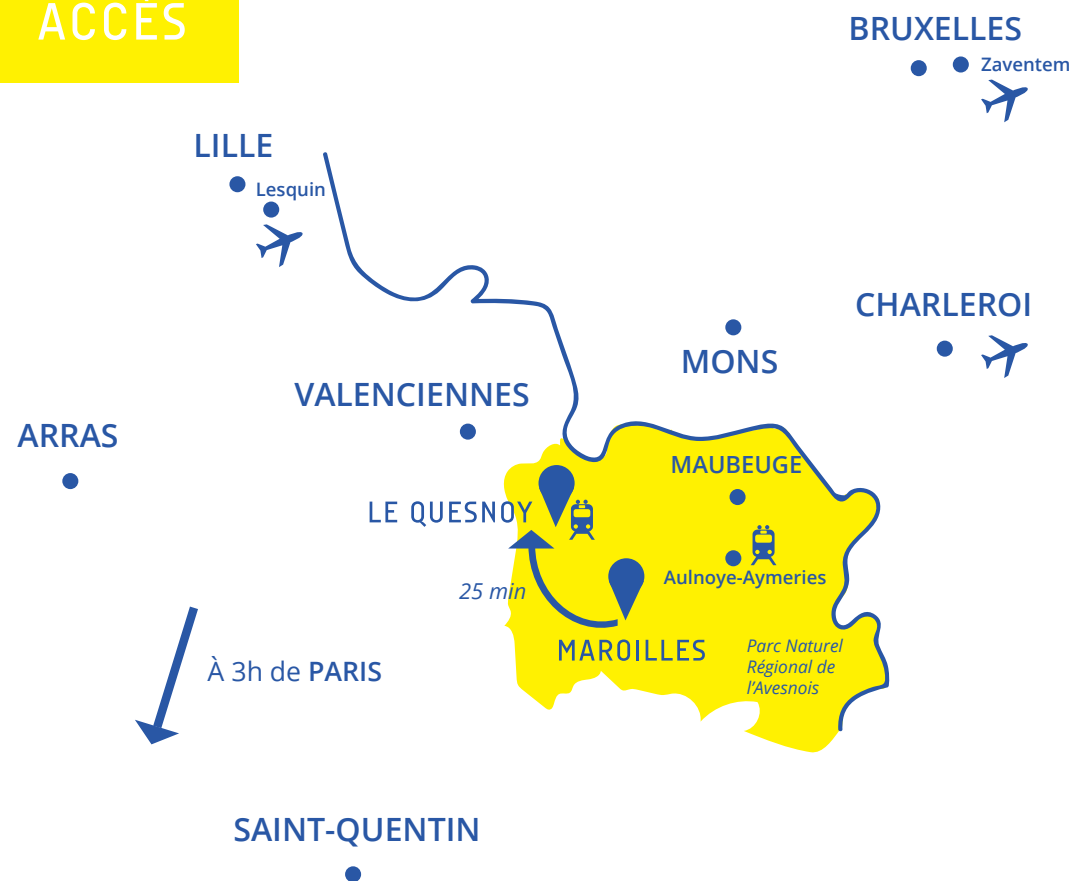 ACCÈS
BRUXELLES
Zaventem
LILLE
Lesquin
CHARLEROI
MONS
VALENCIENNES
ARRAS
MAUBEUGE
LE QUESNOY
Aulnoye-Aymeries
25 min
MAROILLES
Parc Naturel
Régional de
l'Avesnois
À 3h de PARIS
SAINT-QUENTIN